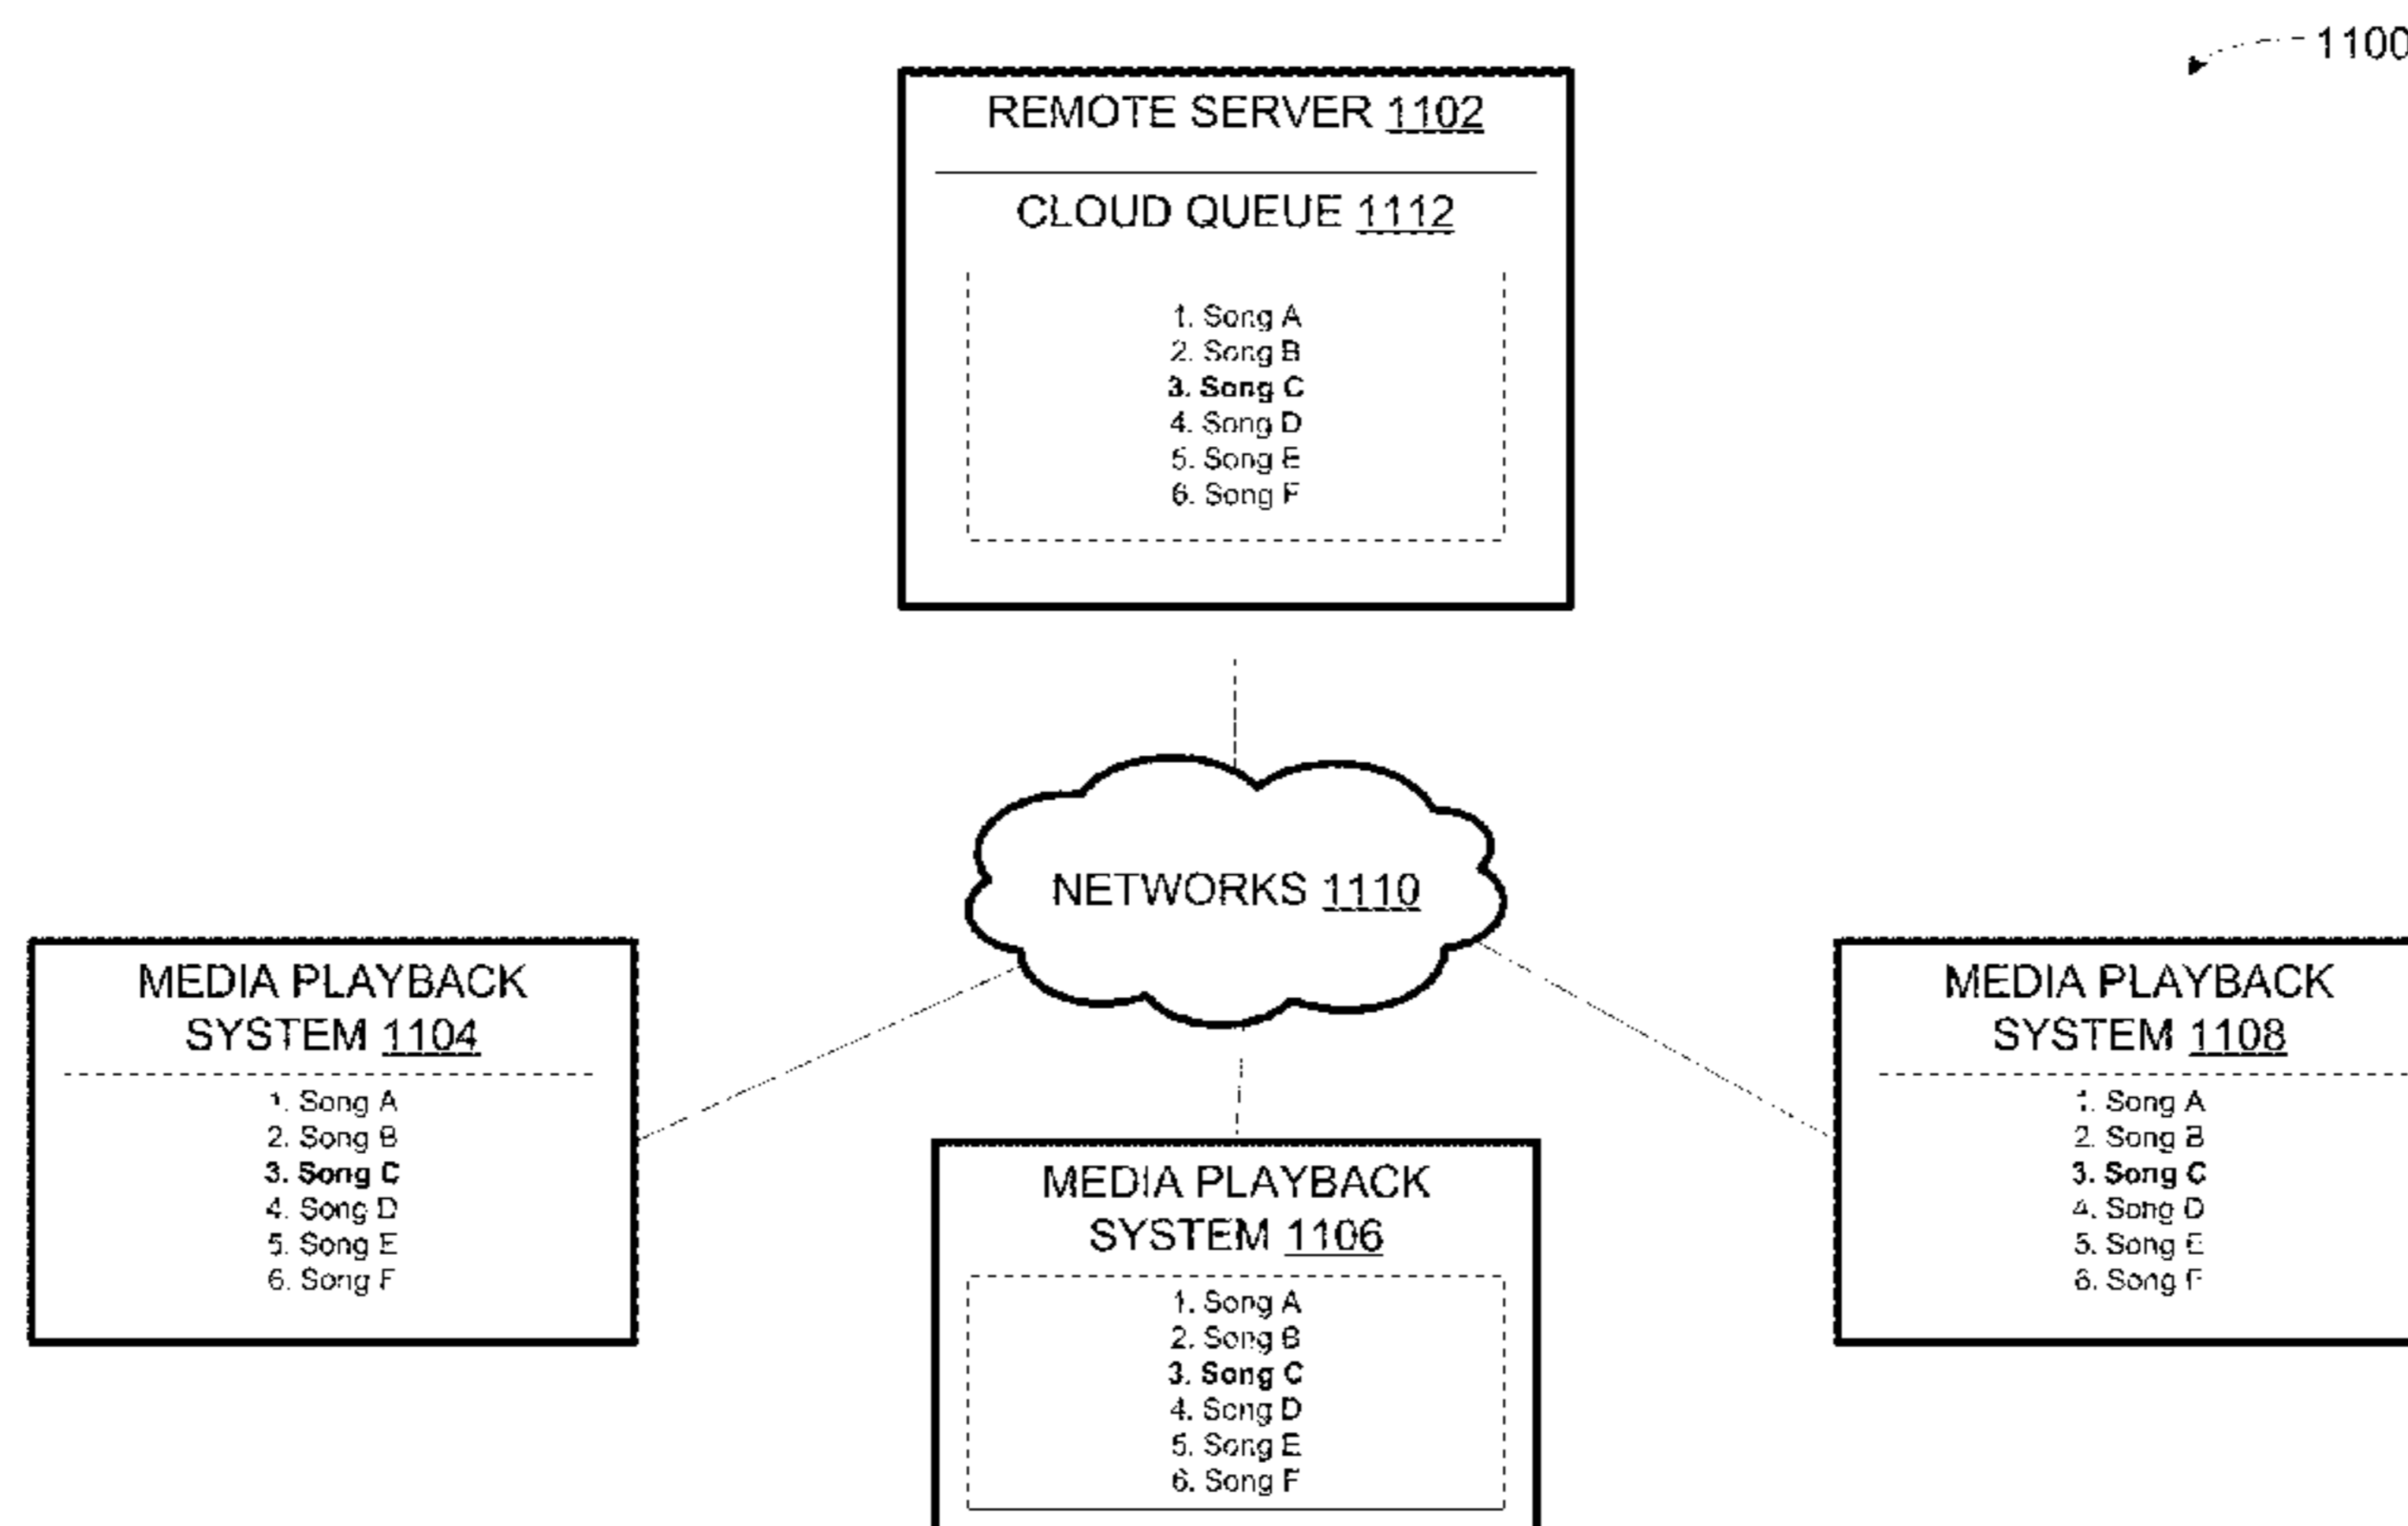 1100
REMOTE SERVER 1102
CLOUD QUEUE 1112
1. Song A
2. Song B
3. Song C
4. Song D
5. Song E
6. Song F
NETWORKS 1110
MEDIA PLAYBACK
SYSTEM 1104
1. Song A
2. Song B
3. Song C
4. Song D
5. Song E
6. Song F
MEDIA PLAYBACK
SYSTEM 1106
1. Song A
2. Song B
3. Song C
4. Song D
5. Song E
6. Song F
MEDIA PLAYBACK
SYSTEM 1108
1. Song A
2. Song B
3. Song C
4. Song D
5. Song E
6. Song F